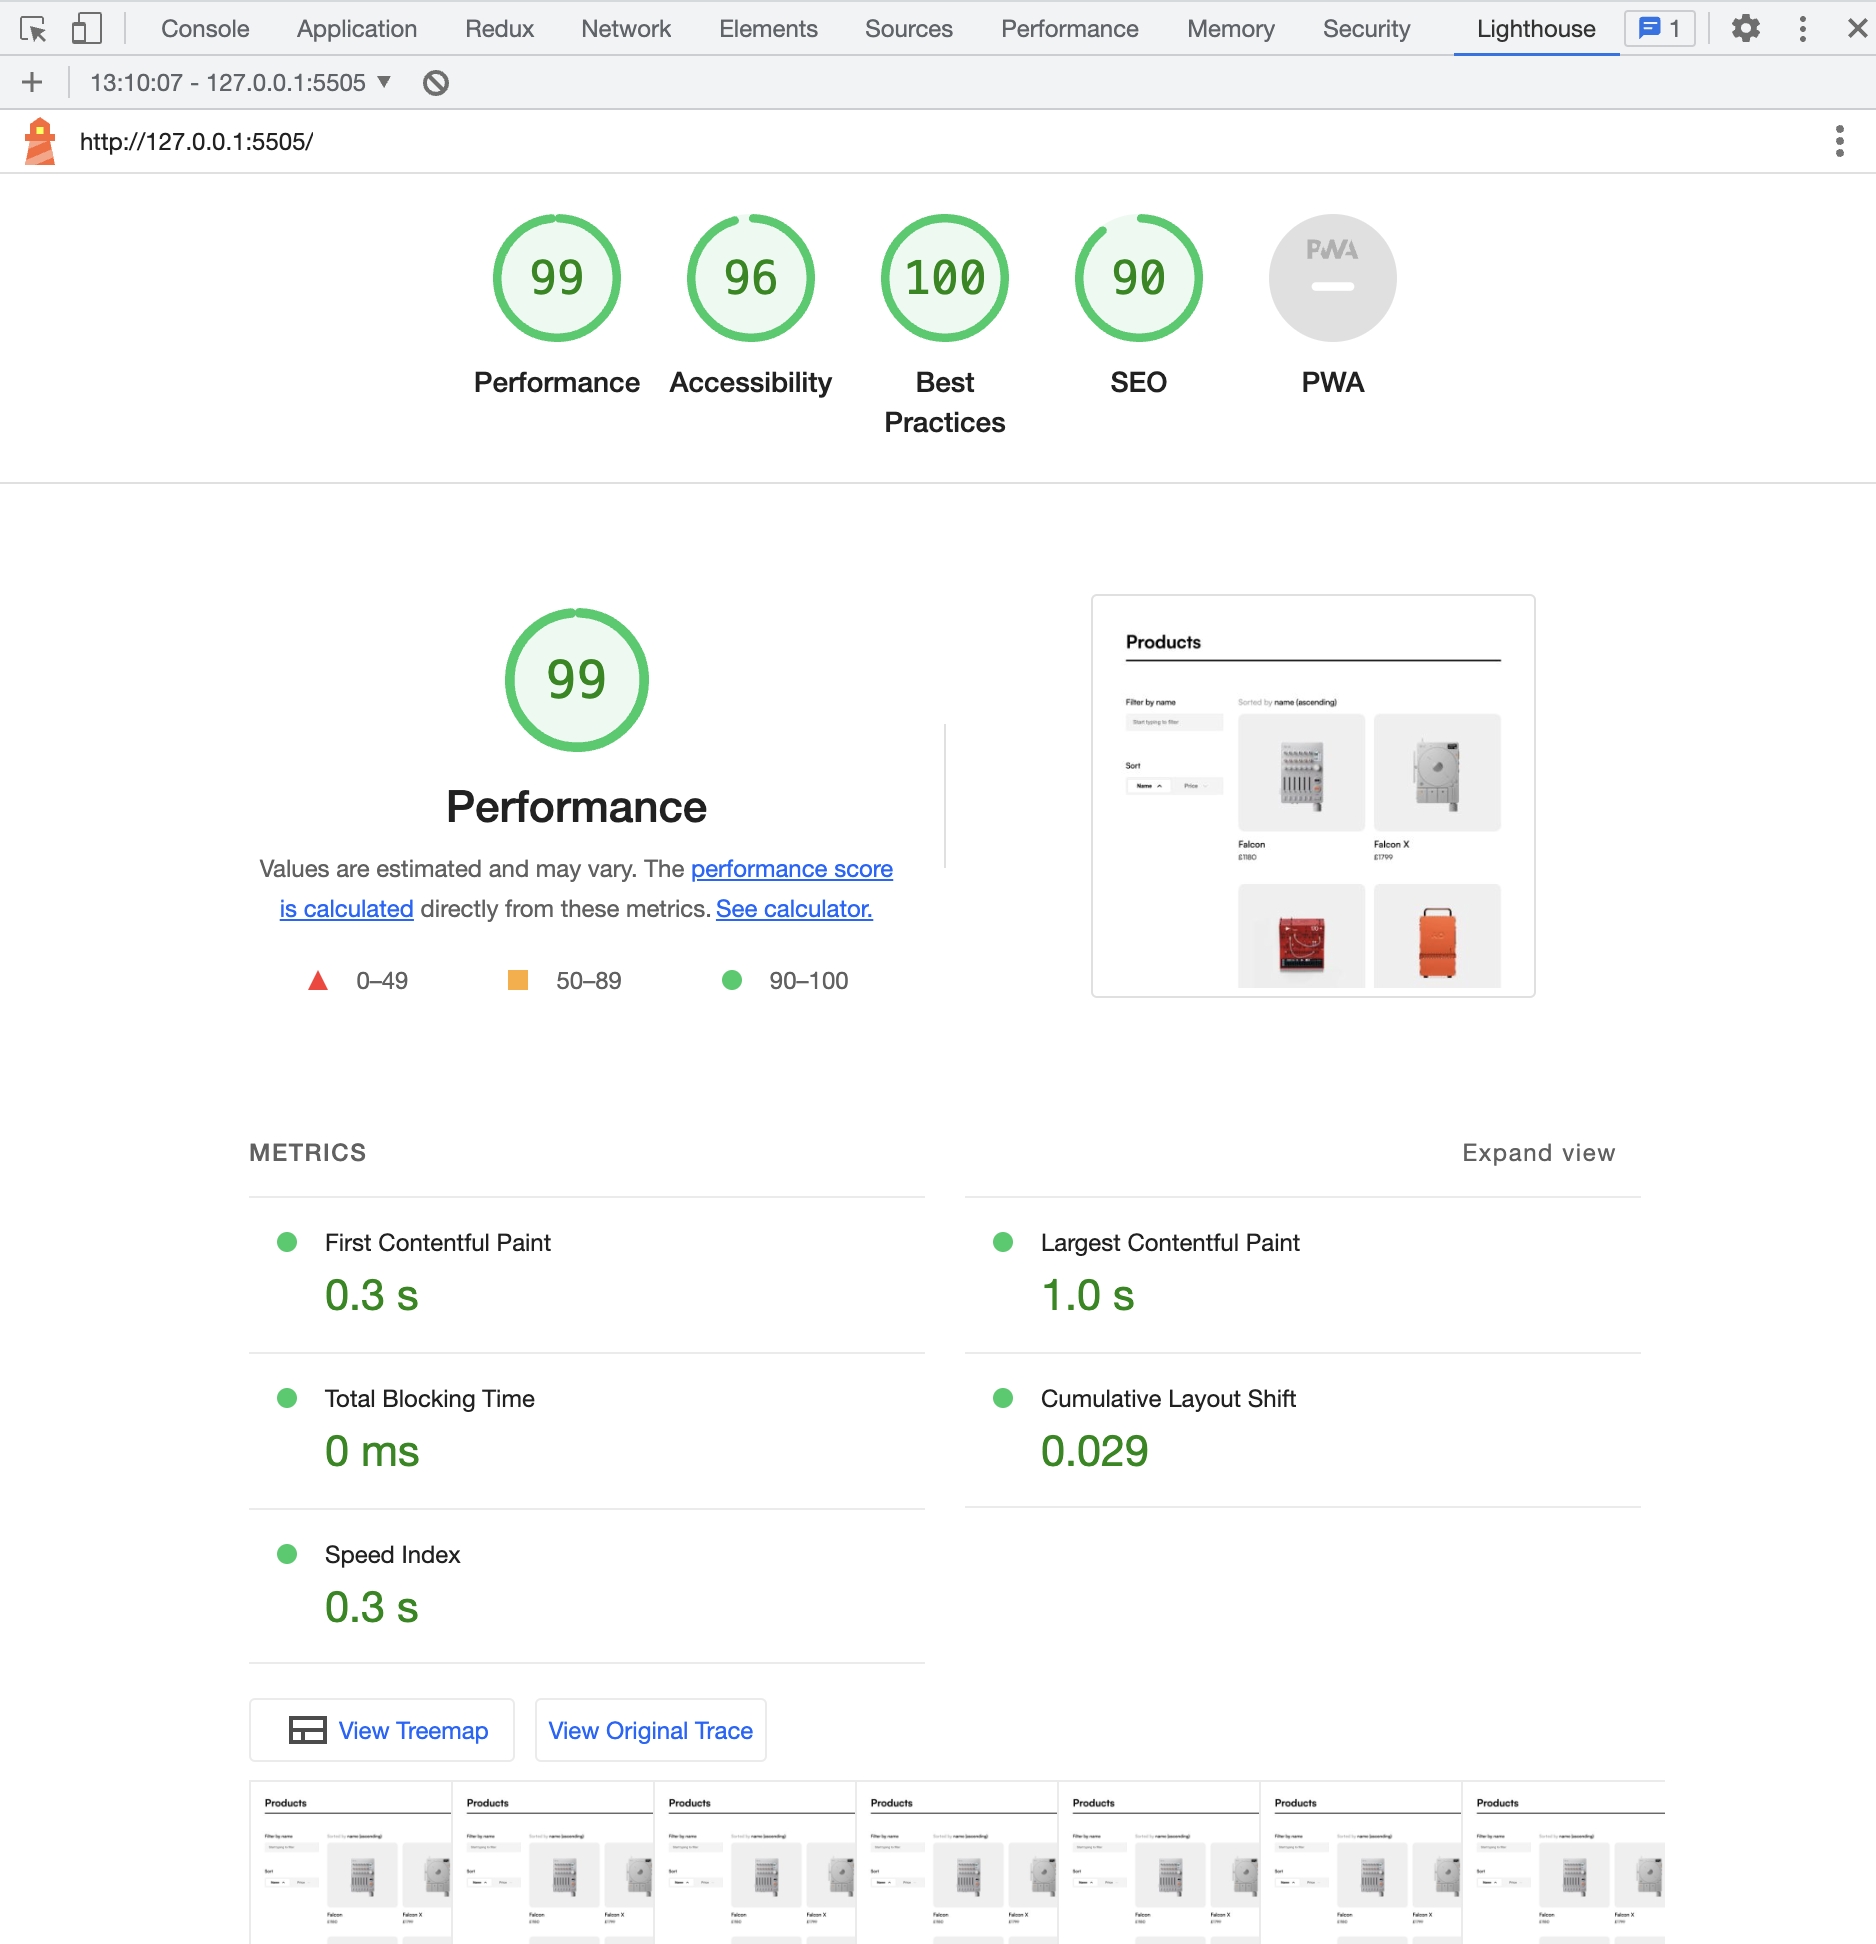 Console Application Redux Network Elements Sources Performance Memory Security Lighthouse 1
13:10:07 - 127.0.0.1:5505
http://127.0.0.1:5505/
99 96 100 90 PWA
Performance Accessibility Best Practices SEO PWA
99
Performance
Values are estimated and may vary. The performance score
is calculated directly from these metrics. See calculator.
0–49 50–89 90–100
Products
Filter by name
Start typing to filter
Sort
Name Price
Sorted by name (ascending)
Falcon
£1180
Falcon X
£1799
METRICS
Expand view
First Contentful Paint
0.3 s
Largest Contentful Paint
1.0 s
Total Blocking Time
0 ms
Cumulative Layout Shift
0.029
Speed Index
0.3 s
View Treemap
View Original Trace
Products Products Products Products Products Products Products